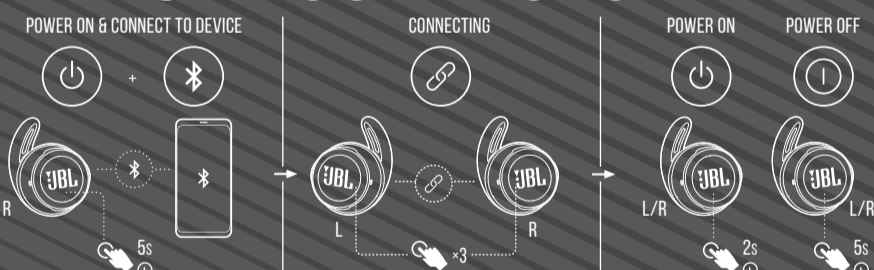 POWER ON & CONNECT TO DEVICE
CONNECTING
POWER ON
POWER OFF
+
JBL
JBL
JBL
JBL
JBL
R
L
R
L/R
L/R
5s
×3
2s
5s